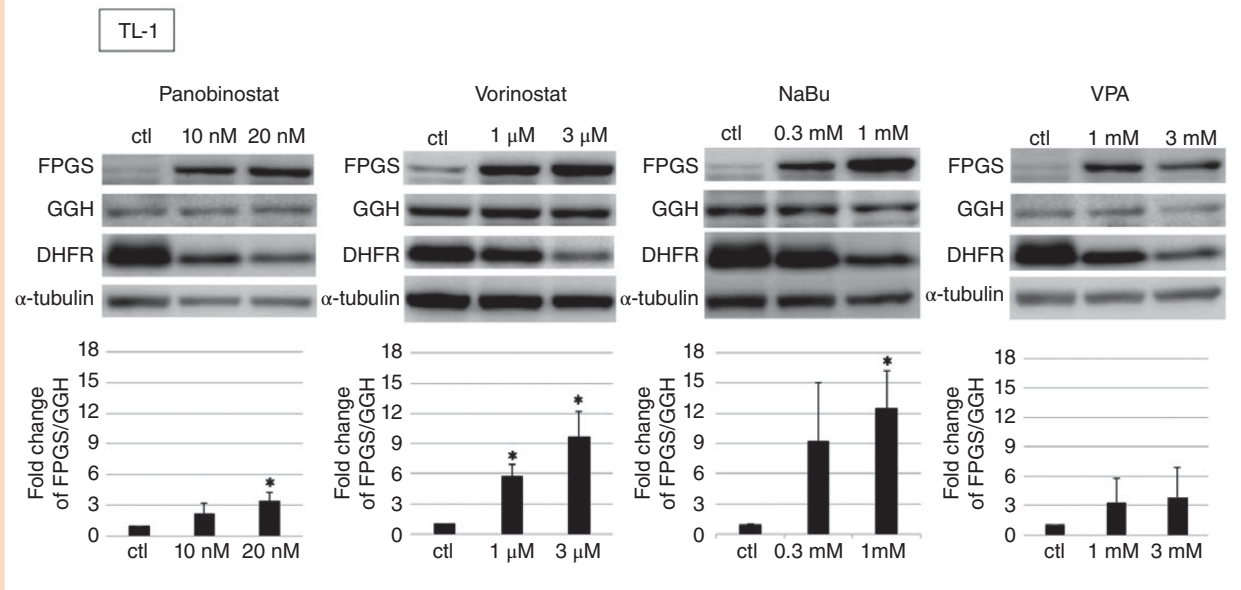 TL-1
Panobinostat
ctl 10 nM 20 nM
FPGS
GGH
DHFR
α-tubulin
18
15
12
9
6
3
0
Fold change
of FPGS/GGH
*
ctl 10 nM 20 nM
Vorinostat
ctl 1 μM 3 μM
FPGS
GGH
DHFR
α-tubulin
18
15
12
9
6
3
0
Fold change
of FPGS/GGH
*
*
ctl 1 μM 3 μM
NaBu
ctl 0.3 mM 1 mM
FPGS
GGH
DHFR
α-tubulin
18
15
12
9
6
3
0
Fold change
of FPGS/GGH
*
ctl 0.3 mM 1mM
VPA
ctl 1 mM 3 mM
FPGS
GGH
DHFR
α-tubulin
18
15
12
9
6
3
0
Fold change
of FPGS/GGH
ctl 1 mM 3 mM